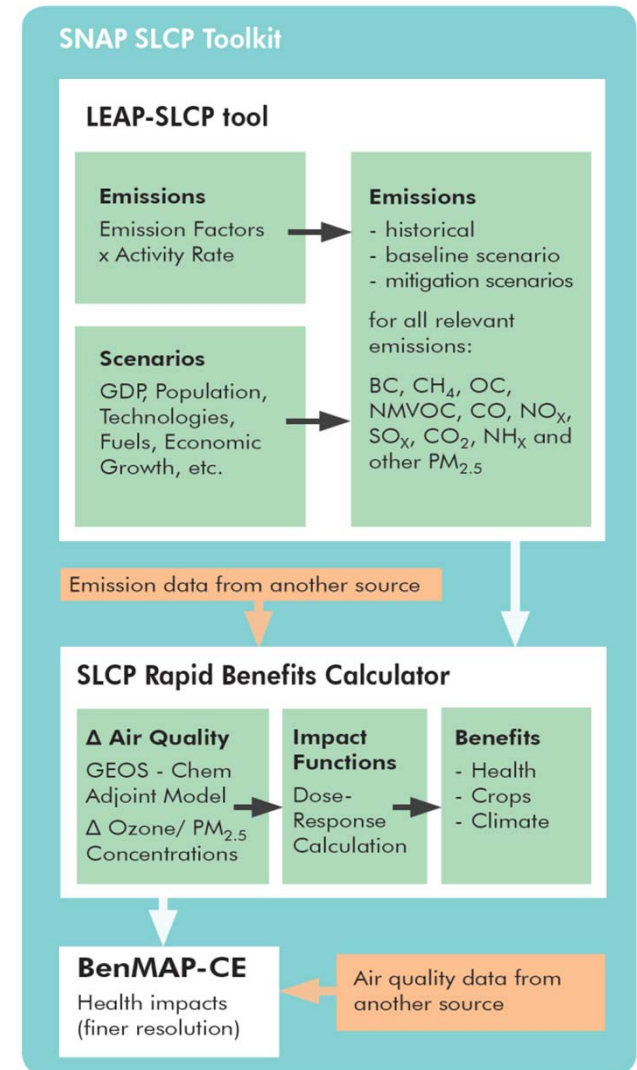 SNAP SLCP Toolkit
LEAP-SLCP tool
Emissions
Emission Factors
x Activity Rate
Scenarios
GDP, Population,
Technologies,
Fuels, Economic
Growth, etc.
Emissions
- historical
- baseline scenario
- mitigation scenarios
for all relevant
emissions:
BC, CH₄, OC,
NMVOC, CO, NOₓ,
SOₓ, CO₂, NHₓ and
other PM₂.₅
Emission data from another source
SLCP Rapid Benefits Calculator
Δ Air Quality
GEOS - Chem
Adjoint Model
Δ Ozone/ PM₂.₅
Concentrations
Impact
Functions
Dose-
Response
Calculation
Benefits
- Health
- Crops
- Climate
BenMAP-CE
Health impacts
(finer resolution)
Air quality data from
another source